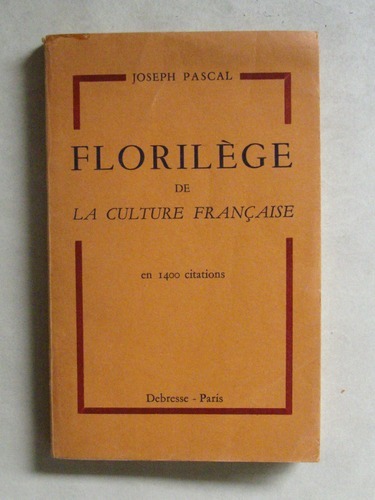 JOSEPH PASCAL
FLORILÈGE
DE
LA CULTURE FRANÇAISE
en 1400 citations
Debresse - Paris